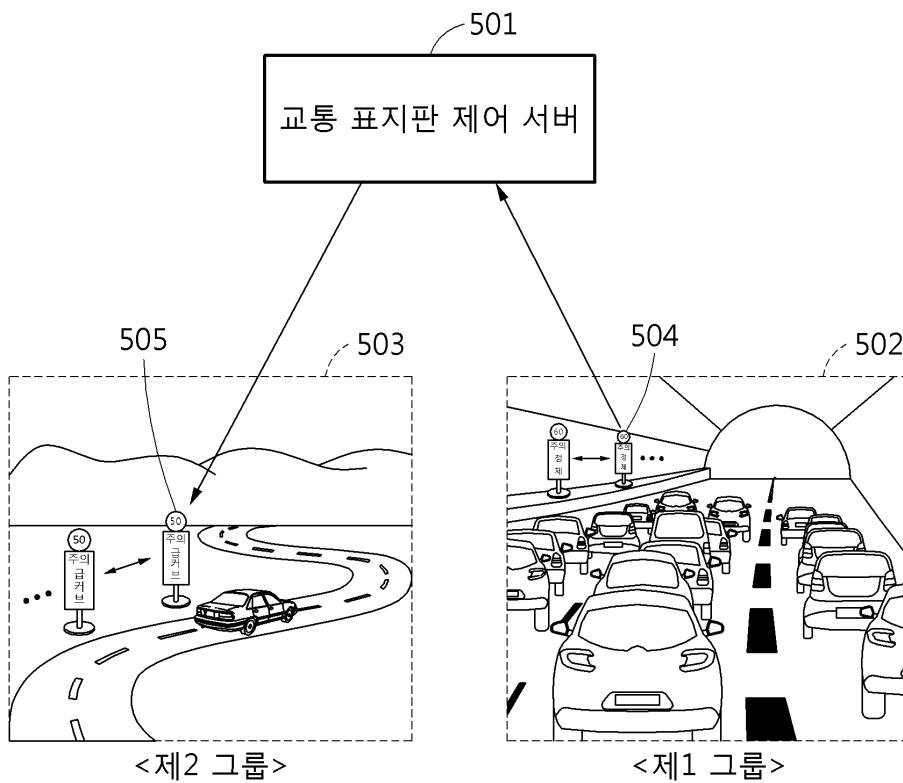 501
교통 표지판 제어 서버
505
503
504
502
60
주의
정
체
60
주의
정
체
50
주의
급
커
브
50
주의
급
커
브
<제2 그룹>
<제1 그룹>